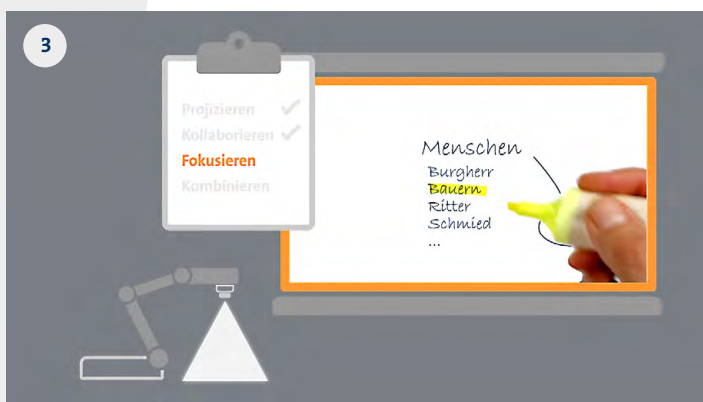 3
Projizieren
Kollaborieren
Fokusieren
Kombinieren
Menschen
Burgherr
Bauern
Ritter
Schmied
...